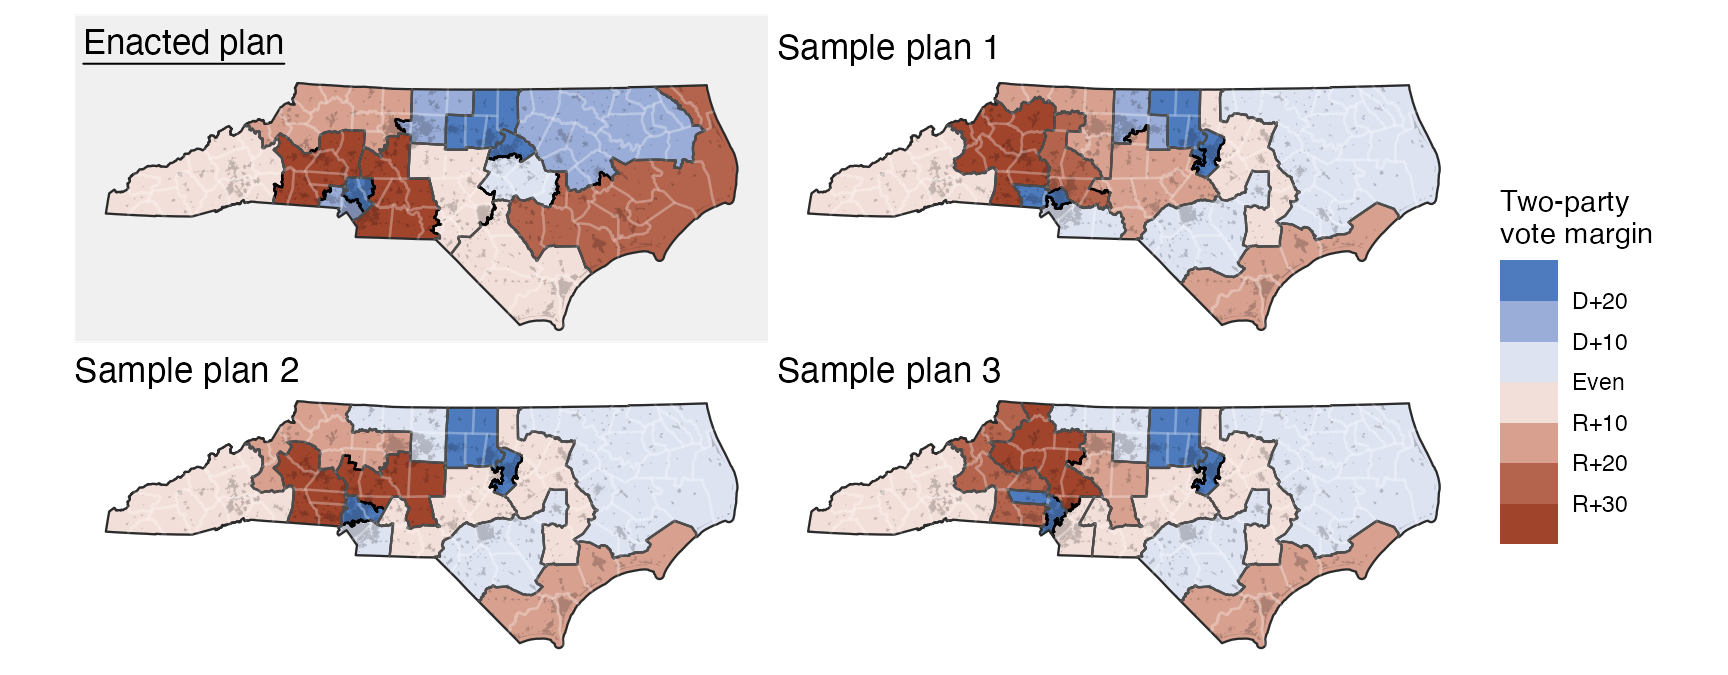 Enacted plan
Sample plan 1
Sample plan 2
Sample plan 3
Two-party
vote margin
D+20
D+10
Even
R+10
R+20
R+30